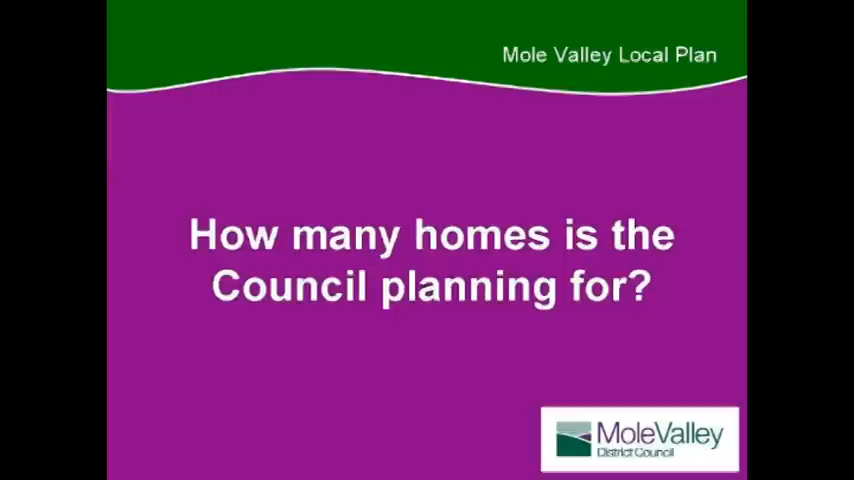 Mole Valley Local Plan
How many homes is the
Council planning for?
MoleValley
District Council